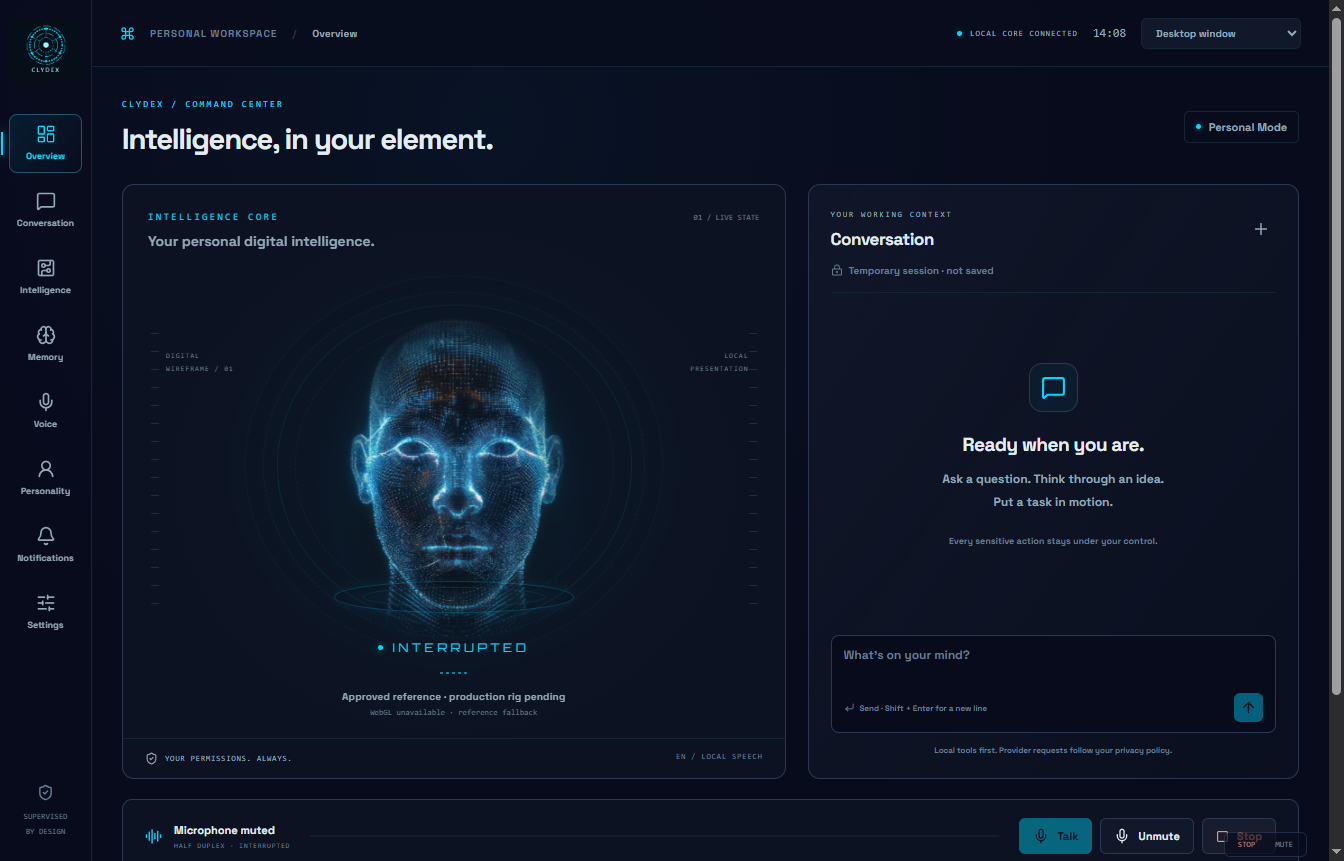 CLYDEX
PERSONAL WORKSPACE / Overview
LOCAL CORE CONNECTED 14:08 Desktop window
Overview
Conversation
Intelligence
Memory
Voice
Personality
Notifications
Settings
SUPERVISED
BY DESIGN
CLYDEX / COMMAND CENTER
Intelligence, in your element.
Personal Mode
INTELLIGENCE CORE
01 / LIVE STATE
Your personal digital intelligence.
DIGITAL
WIREFRAME / 01
LOCAL
PRESENTATION
INTERRUPTED
Approved reference · production rig pending
WebGL unavailable · reference fallback
YOUR PERMISSIONS. ALWAYS.
EN / LOCAL SPEECH
YOUR WORKING CONTEXT
Conversation
Temporary session · not saved
Ready when you are.
Ask a question. Think through an idea.
Put a task in motion.
Every sensitive action stays under your control.
What's on your mind?
Send · Shift + Enter for a new line
Local tools first. Provider requests follow your privacy policy.
Microphone muted
HALF DUPLEX · INTERRUPTED
Talk
Unmute
Stop
STOP MUTE